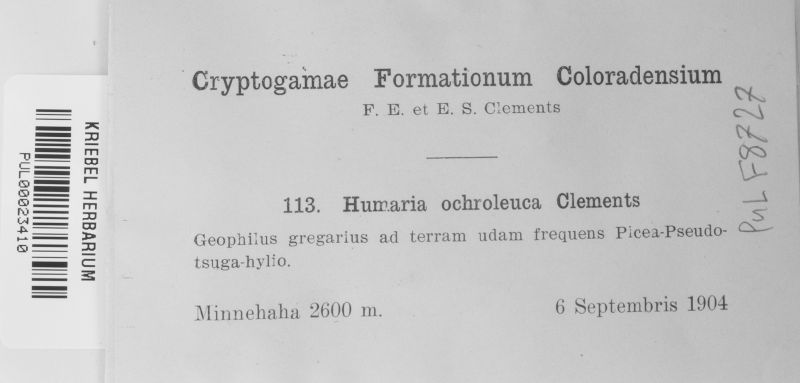 Cryptogamae Formationum Coloradensium
F. E. et E. S. Clements
113. Humaria ochroleuca Clements
Geophilus gregarius ad terram udam frequens Picea-Pseudo-
tsuga-hylio.
Minnehaha 2600 m. 6 Septembris 1904
KRIEBEL HERBARIUM
PUL00023410
PUL F8727